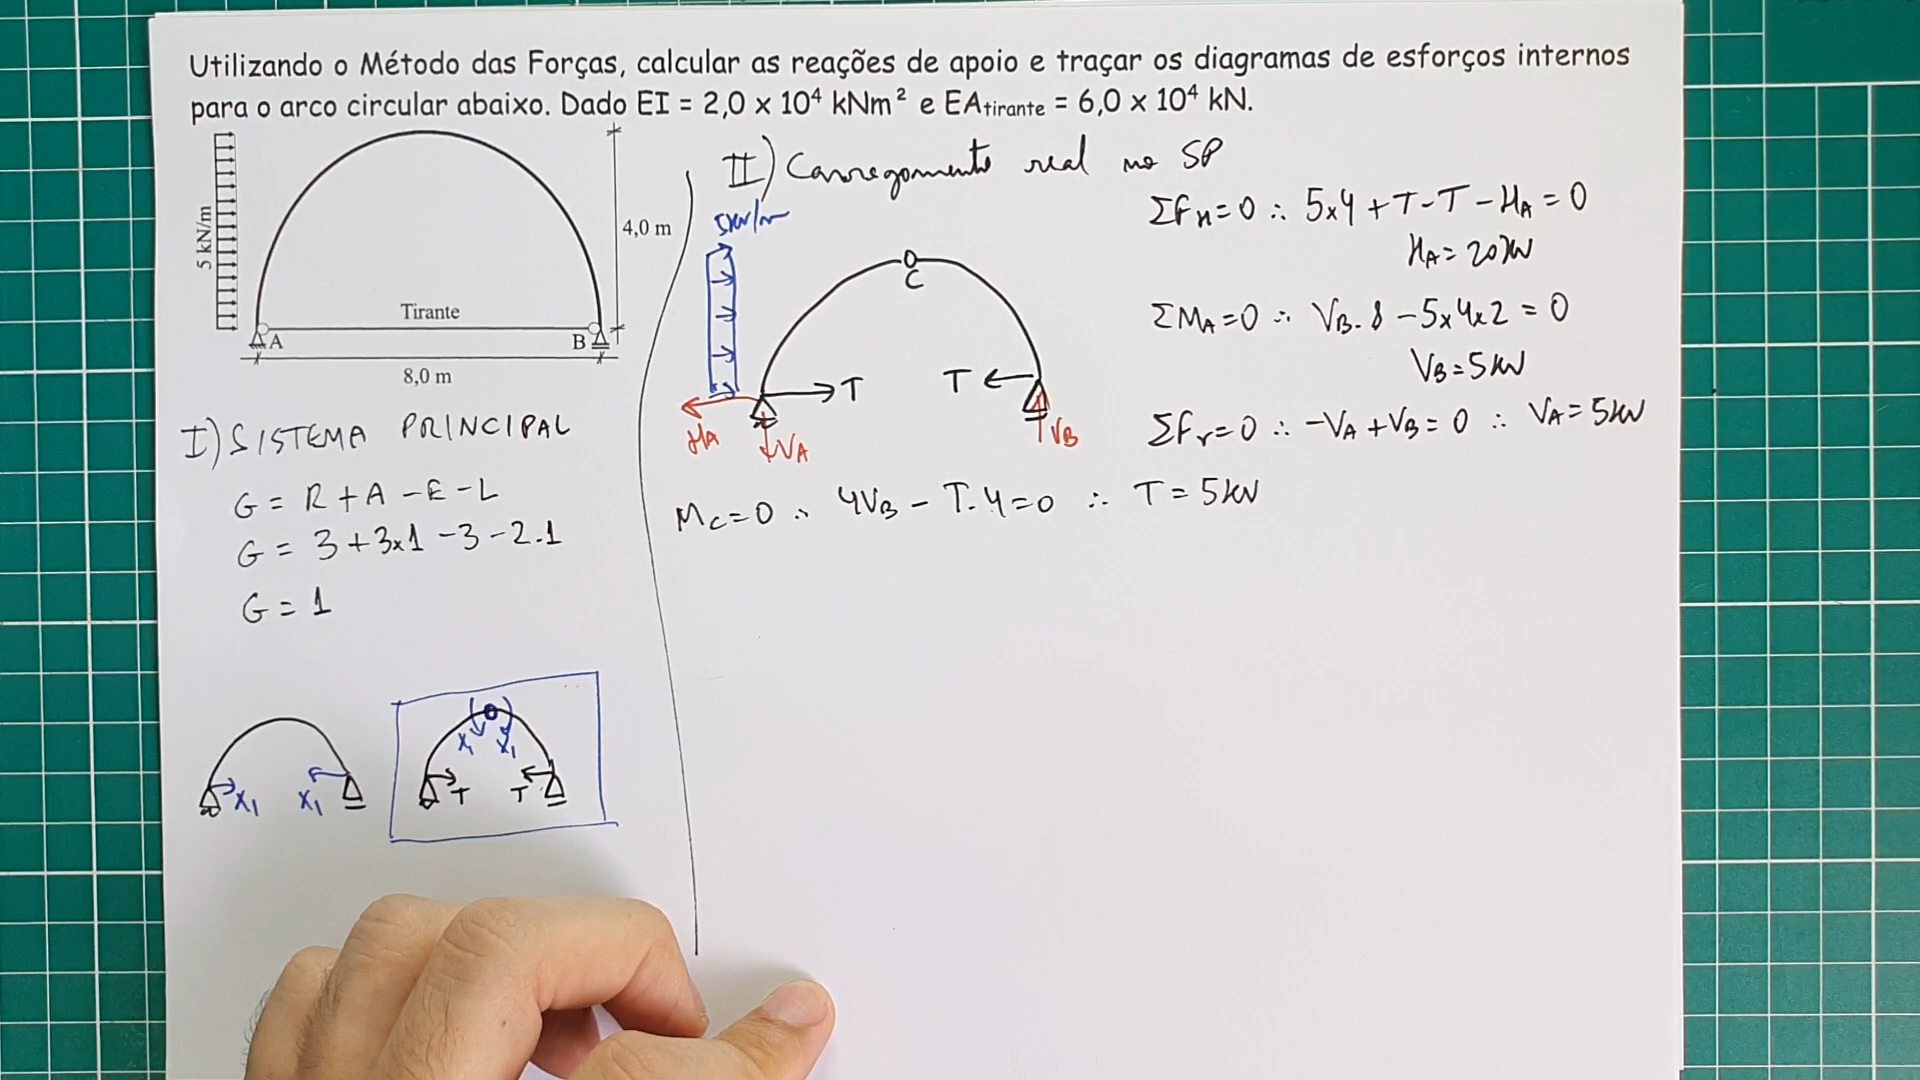 Utilizando o Método das Forças, calcular as reações de apoio e traçar os diagramas de esforços internos
para o arco circular abaixo. Dado EI = 2,0 x 10⁴ kNm² e EAtirante = 6,0 x 10⁴ kN.
5 kN/m
4,0 m
Tirante
A
B
8,0 m
I) SISTEMA PRINCIPAL
G = R + A - E - L
G = 3 + 3x1 - 3 - 2.1
G = 1
X₁ X₁
X₁ X₁
T T
II) Carregamento real no SP
5kN/m
C
T T
HA
VA
VB
ΣFx=0 ∴ 5x4 + T - T - HA = 0
HA = 20kN
ΣMA=0 ∴ VB.8 - 5x4x2 = 0
VB = 5kN
ΣFy=0 ∴ -VA + VB = 0 ∴ VA = 5kN
Mc=0 ∴ 4VB - T.4=0 ∴ T = 5kN